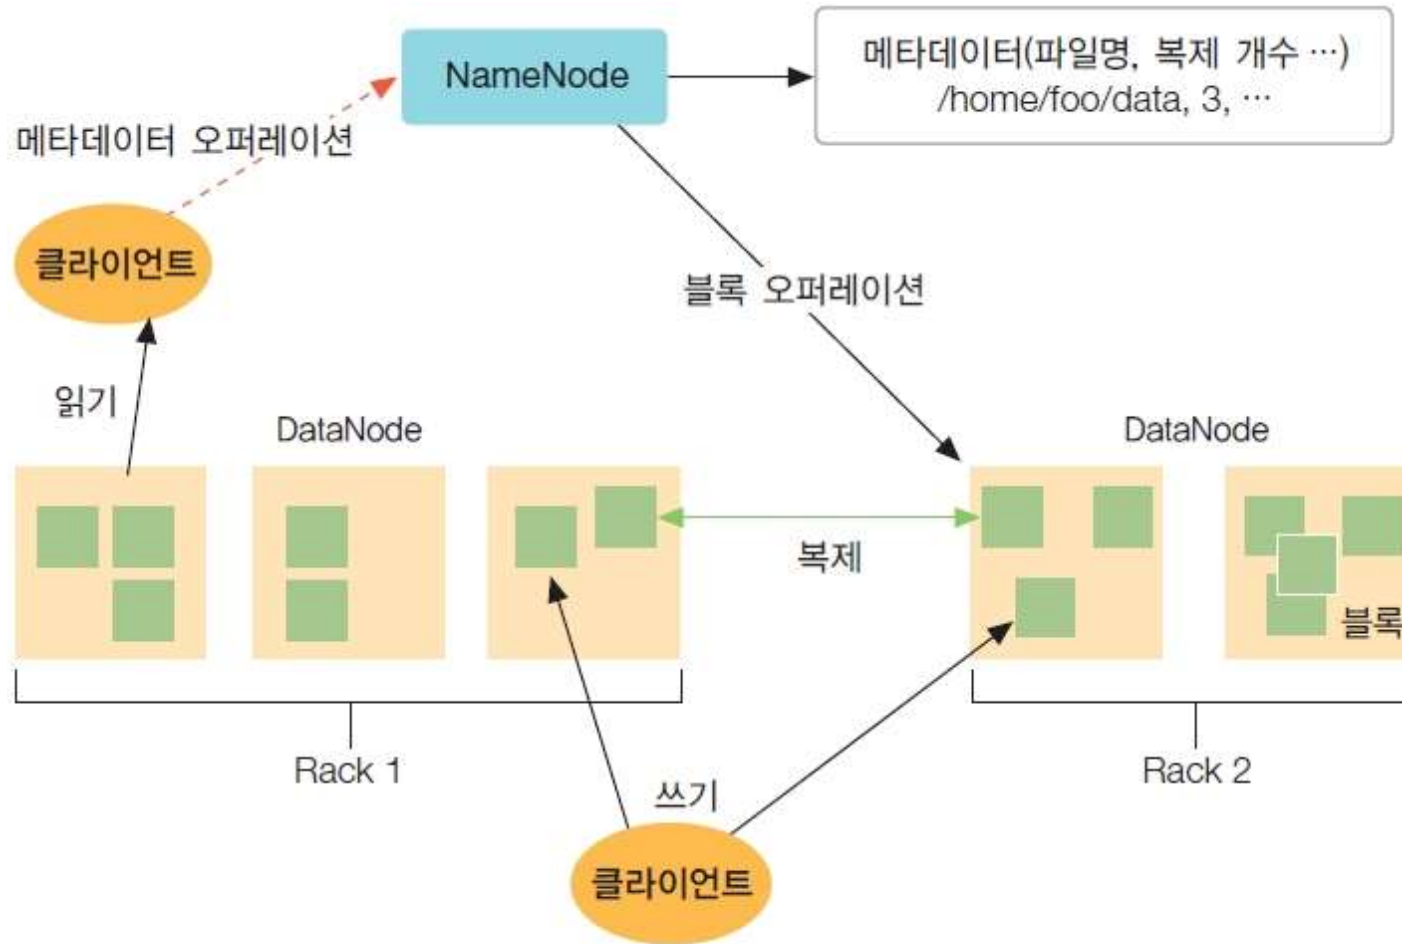 메타데이터(파일명, 복제 개수 …)
/home/foo/data, 3, …
NameNode
메타데이터 오퍼레이션
클라이언트
블록 오퍼레이션
읽기
DataNode
DataNode
복제
블록
Rack 1
Rack 2
쓰기
클라이언트